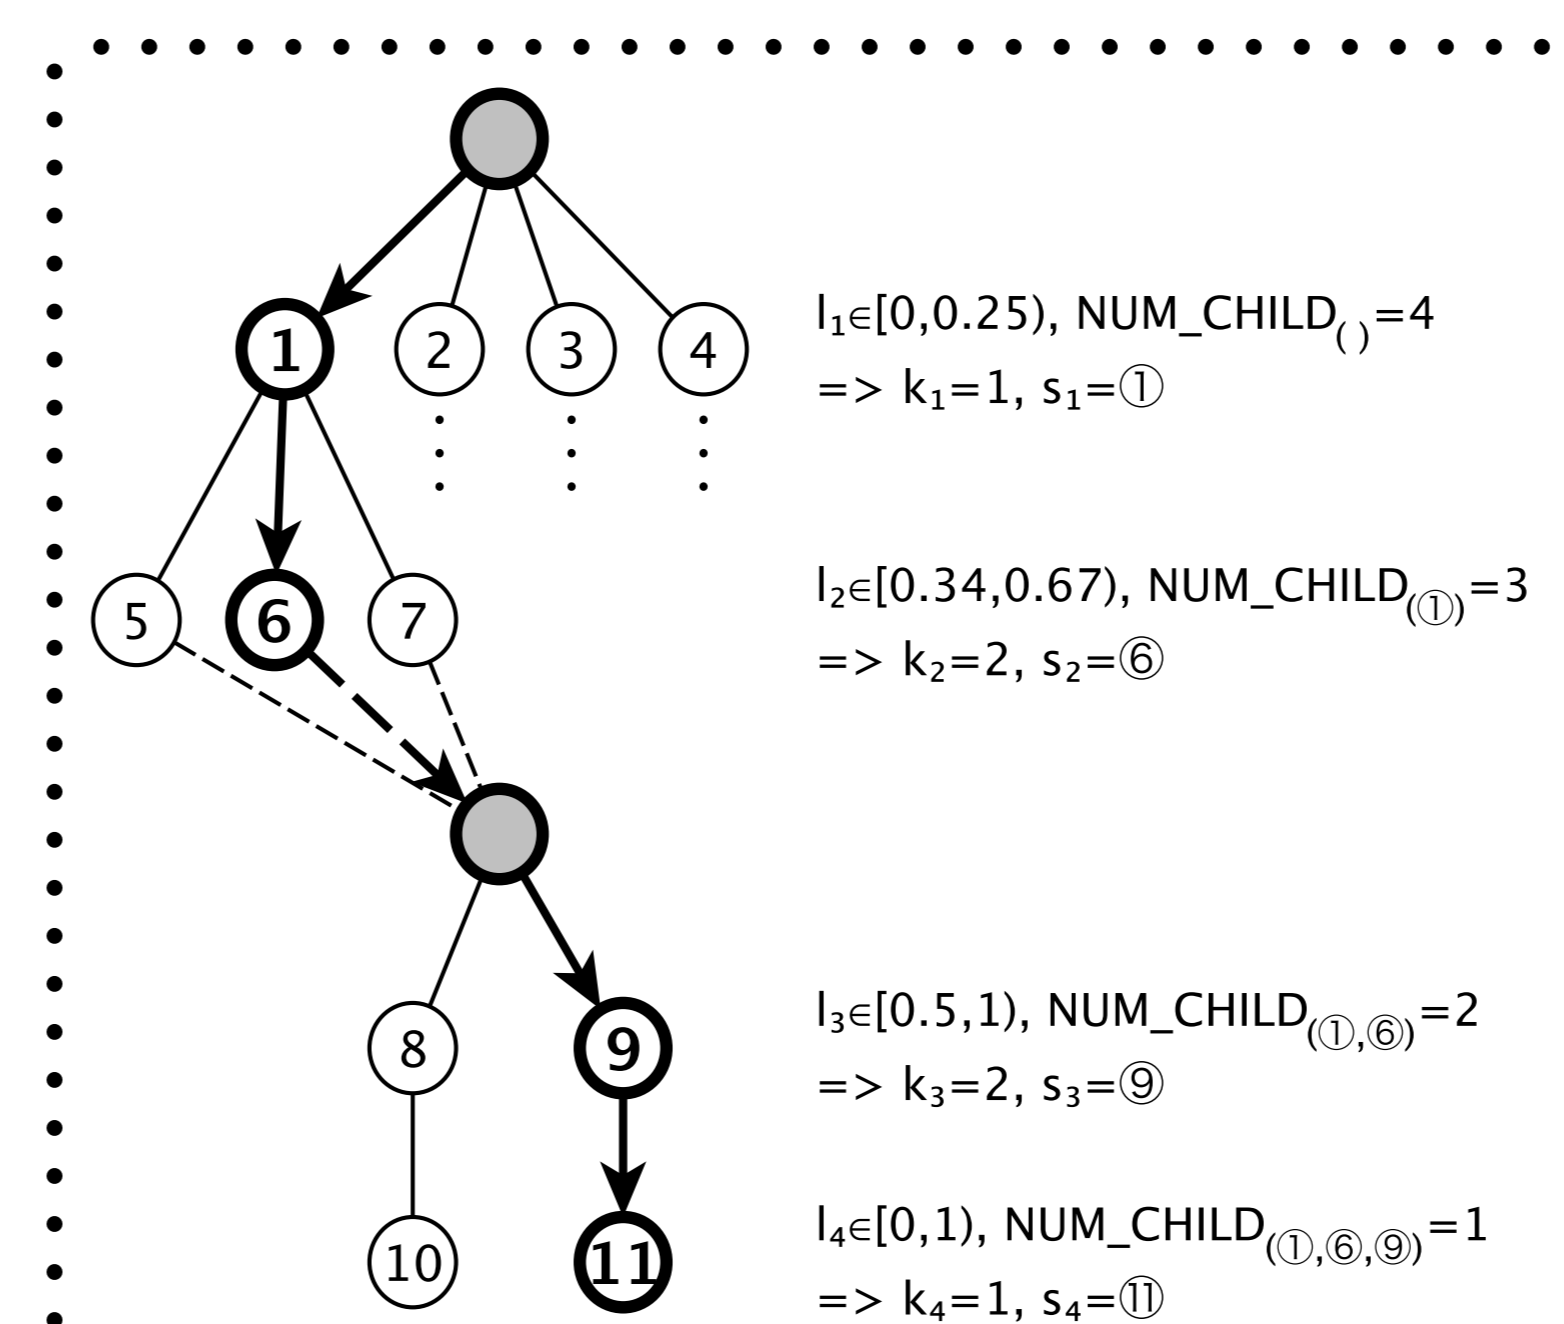 1 2 3 4
l₁∈[0,0.25), NUM_CHILD₍ ₎=4
=> k₁=1, s₁=①
5 6 7
l₂∈[0.34,0.67), NUM_CHILD₍①₎=3
=> k₂=2, s₂=⑥
8 9
l₃∈[0.5,1), NUM_CHILD₍①,⑥₎=2
=> k₃=2, s₃=⑨
10 11
l₄∈[0,1), NUM_CHILD₍①,⑥,⑨₎=1
=> k₄=1, s₄=⑪